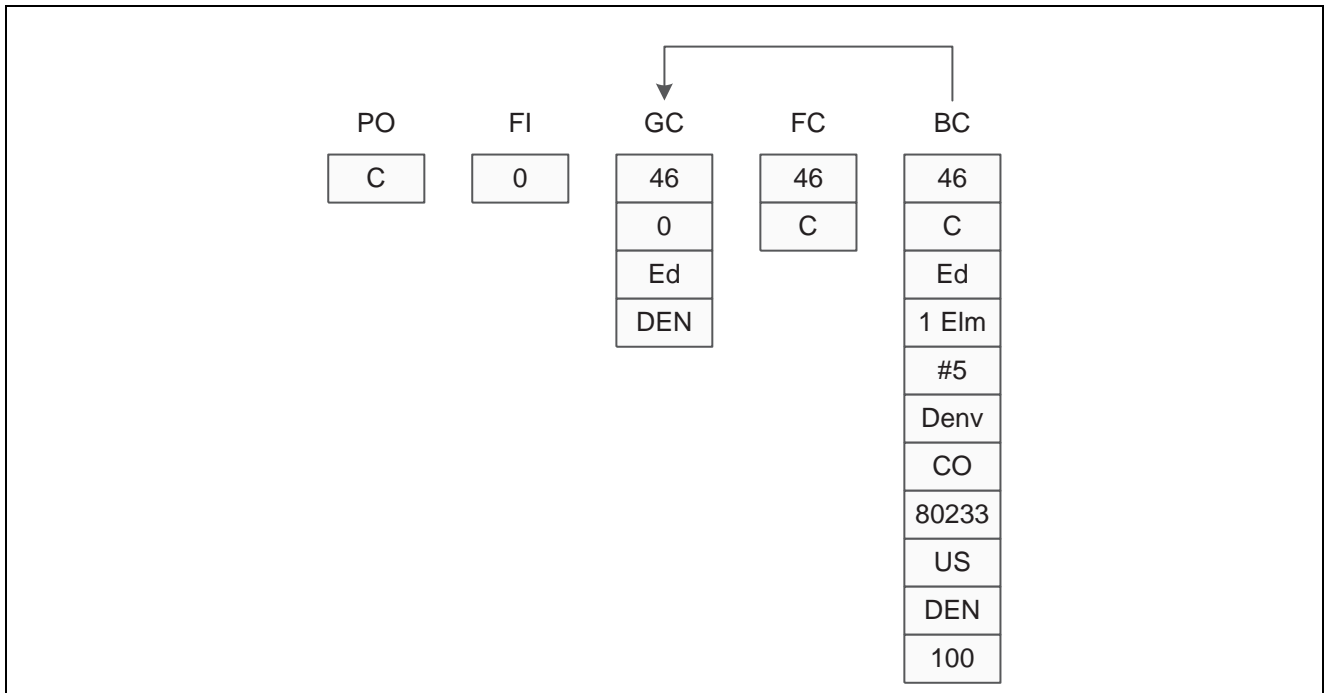 PO FI GC FC BC
C 0 46 46 46
0 C C
Ed Ed
DEN 1 Elm
#5
Denv
CO
80233
US
DEN
100